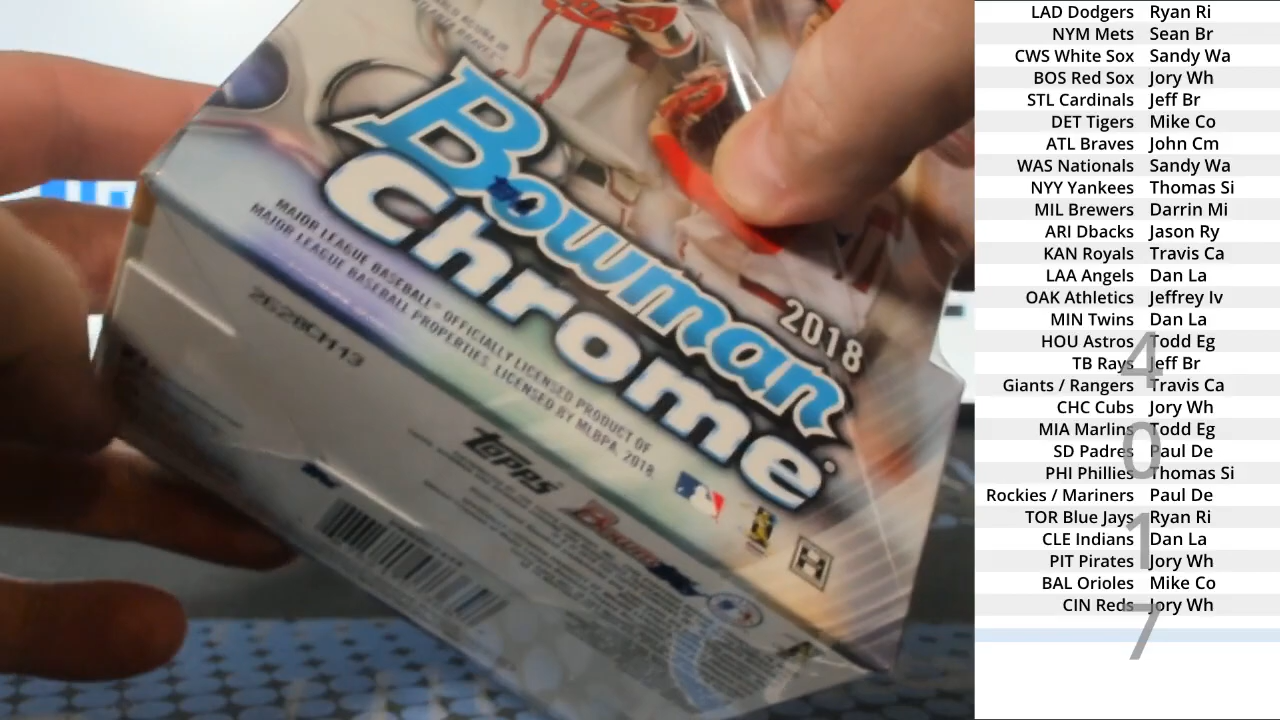 Bowman
Chrome
2018
MAJOR LEAGUE BASEBALL® OFFICIALLY LICENSED PRODUCT OF
MAJOR LEAGUE BASEBALL PROPERTIES. LICENSED BY MLBPA, 2018.
2628CM13
TOPPS
Bowman
H
LAD Dodgers Ryan Ri
NYM Mets Sean Br
CWS White Sox Sandy Wa
BOS Red Sox Jory Wh
STL Cardinals Jeff Br
DET Tigers Mike Co
ATL Braves John Cm
WAS Nationals Sandy Wa
NYY Yankees Thomas Si
MIL Brewers Darrin Mi
ARI Dbacks Jason Ry
KAN Royals Travis Ca
LAA Angels Dan La
OAK Athletics Jeffrey Iv
MIN Twins Dan La
HOU Astros Todd Eg
TB Rays Jeff Br
Giants / Rangers Travis Ca
CHC Cubs Jory Wh
MIA Marlins Todd Eg
SD Padres Paul De
PHI Phillies Thomas Si
Rockies / Mariners Paul De
TOR Blue Jays Ryan Ri
CLE Indians Dan La
PIT Pirates Jory Wh
BAL Orioles Mike Co
CIN Reds Jory Wh
4
0
1
7